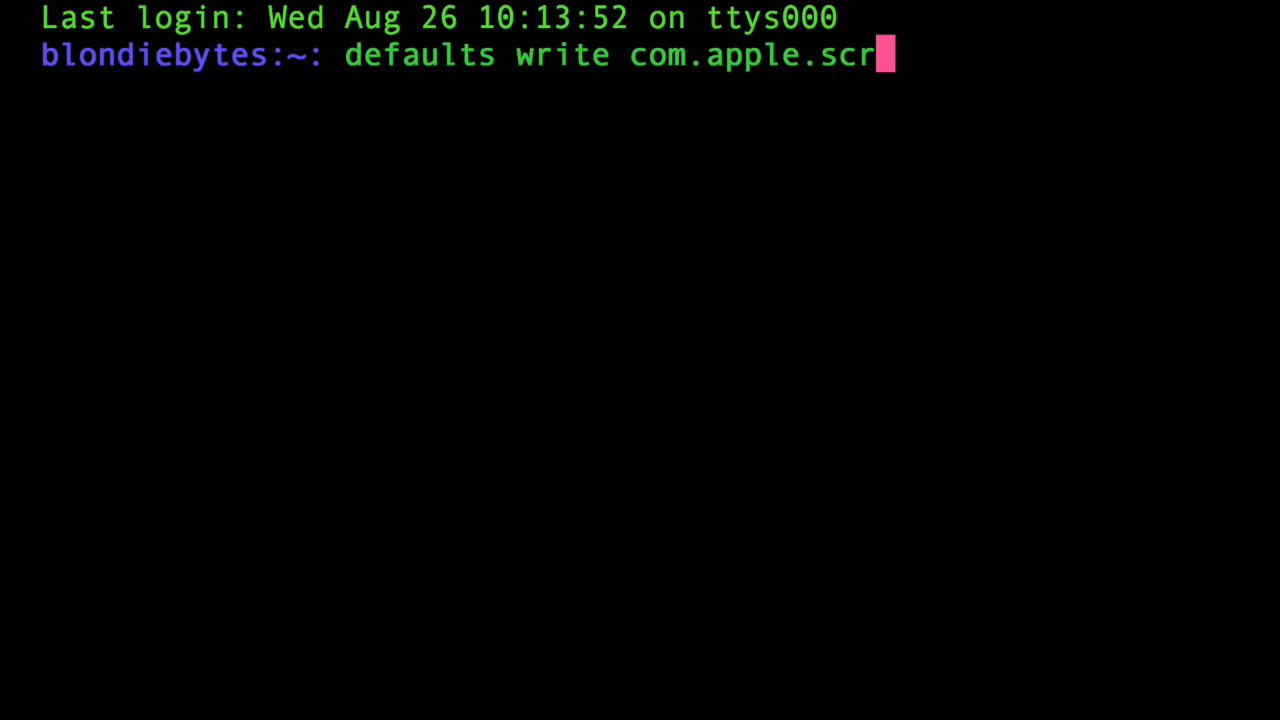 Last login: Wed Aug 26 10:13:52 on ttys000
blondiebytes:~: defaults write com.apple.scr